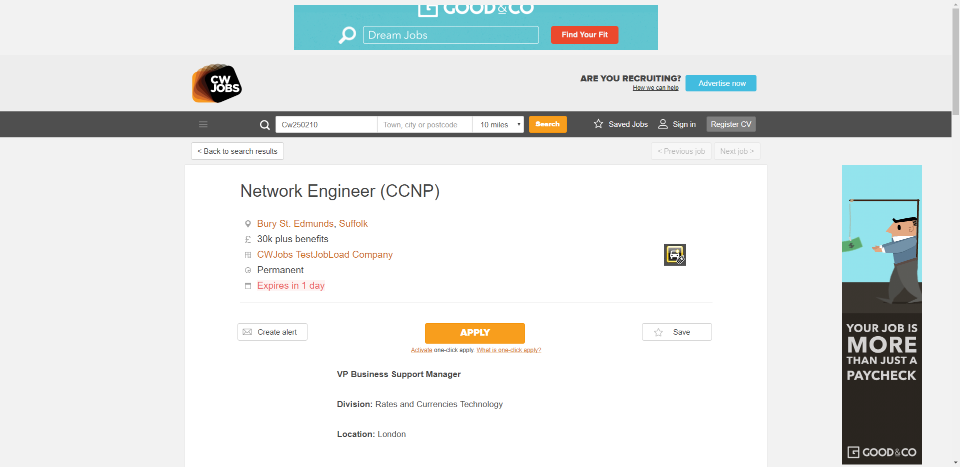 GOOD&CO
Dream Jobs
Find Your Fit
CW
JOBS
ARE YOU RECRUITING?
How we can help
Advertise now
Cw250210
Town, city or postcode
10 miles
Search
Saved Jobs
Sign in
Register CV
< Back to search results
< Previous job
Next job >
Network Engineer (CCNP)
Bury St. Edmunds, Suffolk
£ 30k plus benefits
CWJobs TestJobLoad Company
Permanent
Expires in 1 day
Create alert
APPLY
Save
Activate one-click apply. What is one-click apply?
VP Business Support Manager
Division: Rates and Currencies Technology
Location: London
YOUR JOB IS
MORE
THAN JUST A
PAYCHECK
GOOD&CO